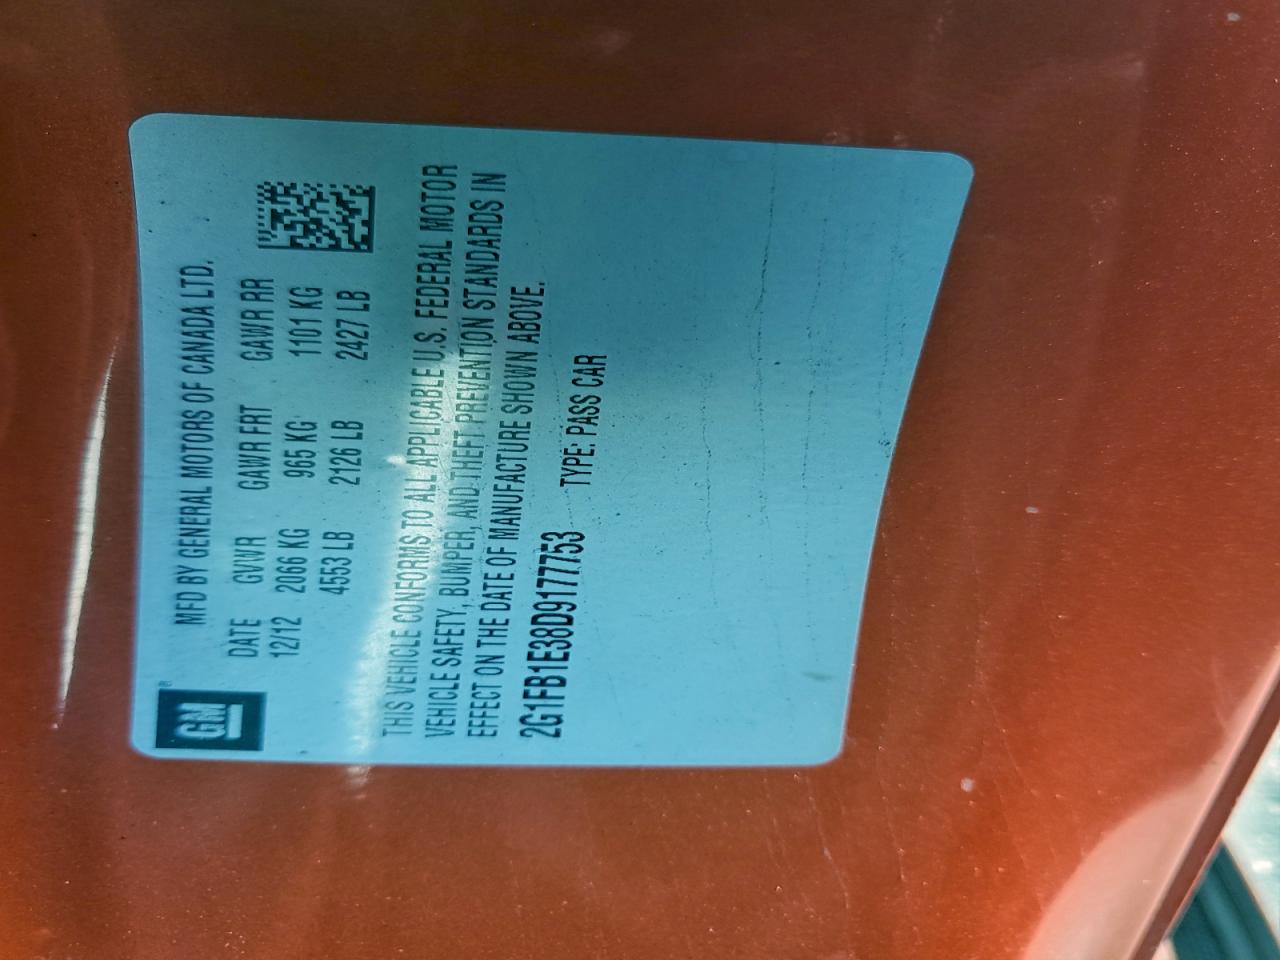 GM®
MFD BY GENERAL MOTORS OF CANADA LTD.
DATE GVWR GAWR FRT GAWR RR
12/12 2066 KG 965 KG 1101 KG
4553 LB 2126 LB 2427 LB
THIS VEHICLE CONFORMS TO ALL APPLICABLE U.S. FEDERAL MOTOR
VEHICLE SAFETY, BUMPER, AND THEFT PREVENTION STANDARDS IN
EFFECT ON THE DATE OF MANUFACTURE SHOWN ABOVE.
2G1FB1E38D9177753 TYPE: PASS CAR